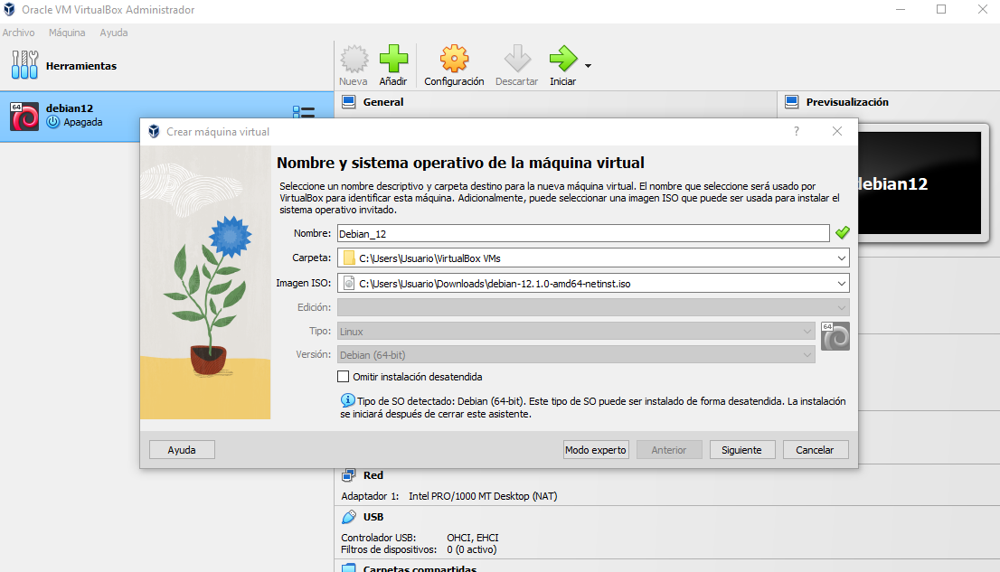 Oracle VM VirtualBox Administrador
Archivo Máquina Ayuda
Herramientas
Nueva Añadir Configuración Descartar Iniciar
64
debian12
Apagada
General
Previsualización
debian12
Crear máquina virtual
?
Nombre y sistema operativo de la máquina virtual
Seleccione un nombre descriptivo y carpeta destino para la nueva máquina virtual. El nombre que seleccione será usado por
VirtualBox para identificar esta máquina. Adicionalmente, puede seleccionar una imagen ISO que puede ser usada para instalar el
sistema operativo invitado.
Nombre: Debian_12
Carpeta: C:\Users\Usuario\VirtualBox VMs
Imagen ISO: C:\Users\Usuario\Downloads\debian-12.1.0-amd64-netinst.iso
Edición:
Tipo: Linux
64
Versión: Debian (64-bit)
Omitir instalación desatendida
Tipo de SO detectado: Debian (64-bit). Este tipo de SO puede ser instalado de forma desatendida. La instalación
se iniciará después de cerrar este asistente.
Ayuda Modo experto Anterior Siguiente Cancelar
Red
Adaptador 1: Intel PRO/1000 MT Desktop (NAT)
USB
Controlador USB: OHCI, EHCI
Filtros de dispositivos: 0 (0 activo)
Carpetas compartidas